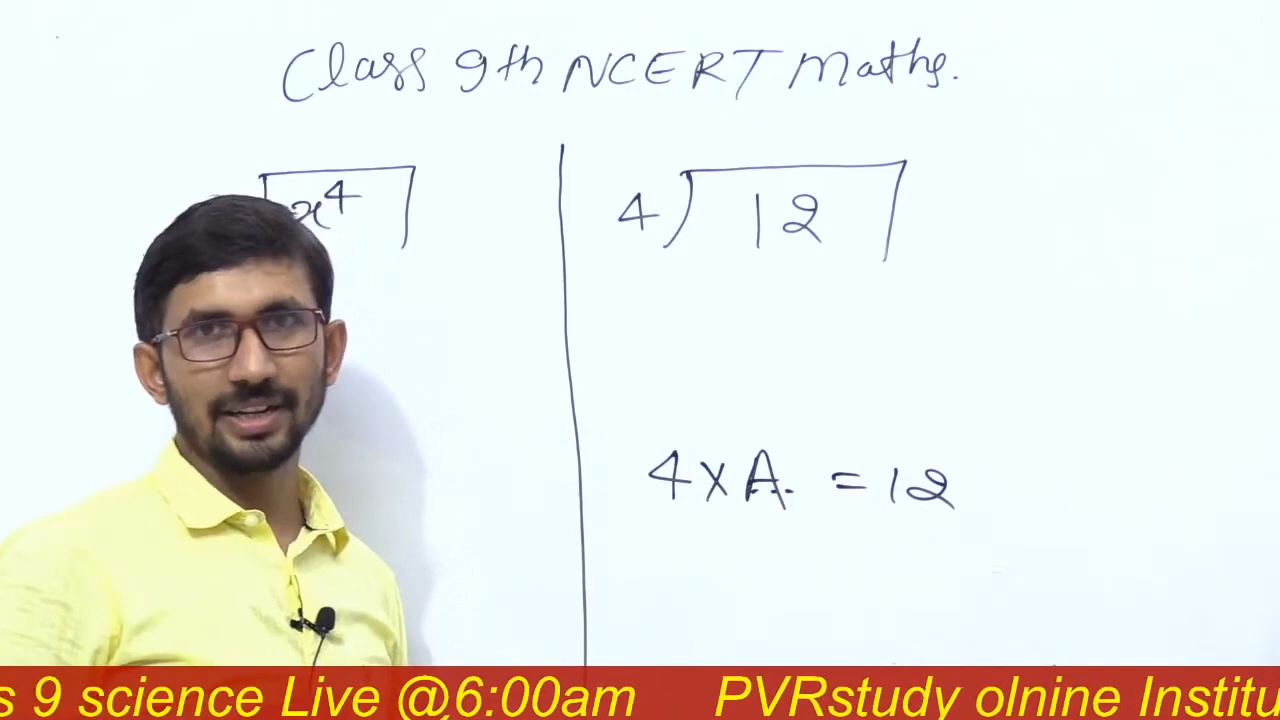 Class 9th NCERT Maths.
x⁴
4) 12
4 x A. = 12
s 9 science Live @6:00am PVRstudy olnine Institu